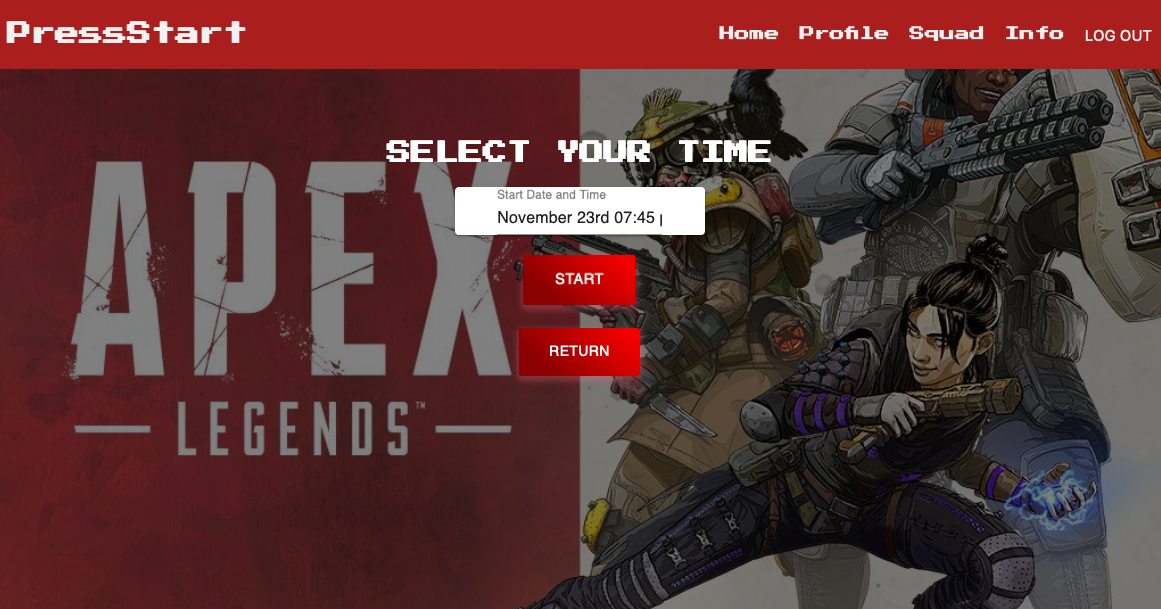 PressStart
Home Profile Squad Info LOG OUT
SELECT YOUR TIME
Start Date and Time
November 23rd 07:45
START
RETURN
APEX
LEGENDS™